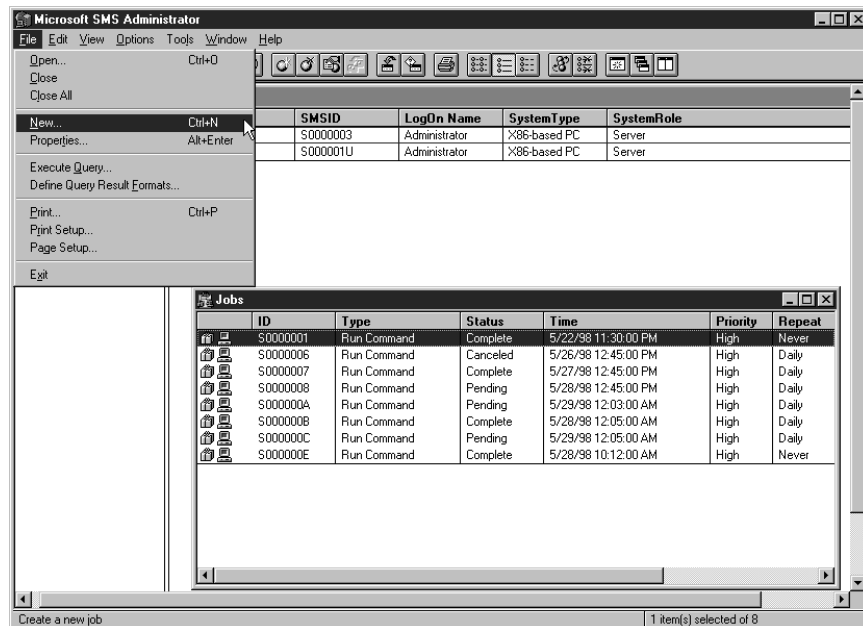 Microsoft SMS Administrator
File Edit View Options Tools Window Help
Open... Ctrl+O
Close
Close All
New... Ctrl+N
Properties... Alt+Enter
Execute Query...
Define Query Result Formats...
Print... Ctrl+P
Print Setup...
Page Setup...
Exit
SMSID LogOn Name SystemType SystemRole
S0000003 Administrator X86-based PC Server
S000001U Administrator X86-based PC Server
Jobs
ID Type Status Time Priority Repeat
S0000001 Run Command Complete 5/22/98 11:30:00 PM High Never
S0000006 Run Command Canceled 5/26/98 12:45:00 PM High Daily
S0000007 Run Command Complete 5/27/98 12:45:00 PM High Daily
S0000008 Run Command Pending 5/28/98 12:45:00 PM High Daily
S000000A Run Command Pending 5/29/98 12:03:00 AM High Daily
S000000B Run Command Complete 5/28/98 12:05:00 AM High Daily
S000000C Run Command Pending 5/29/98 12:05:00 AM High Daily
S000000E Run Command Complete 5/28/98 10:12:00 AM High Never
Create a new job
1 item(s) selected of 8